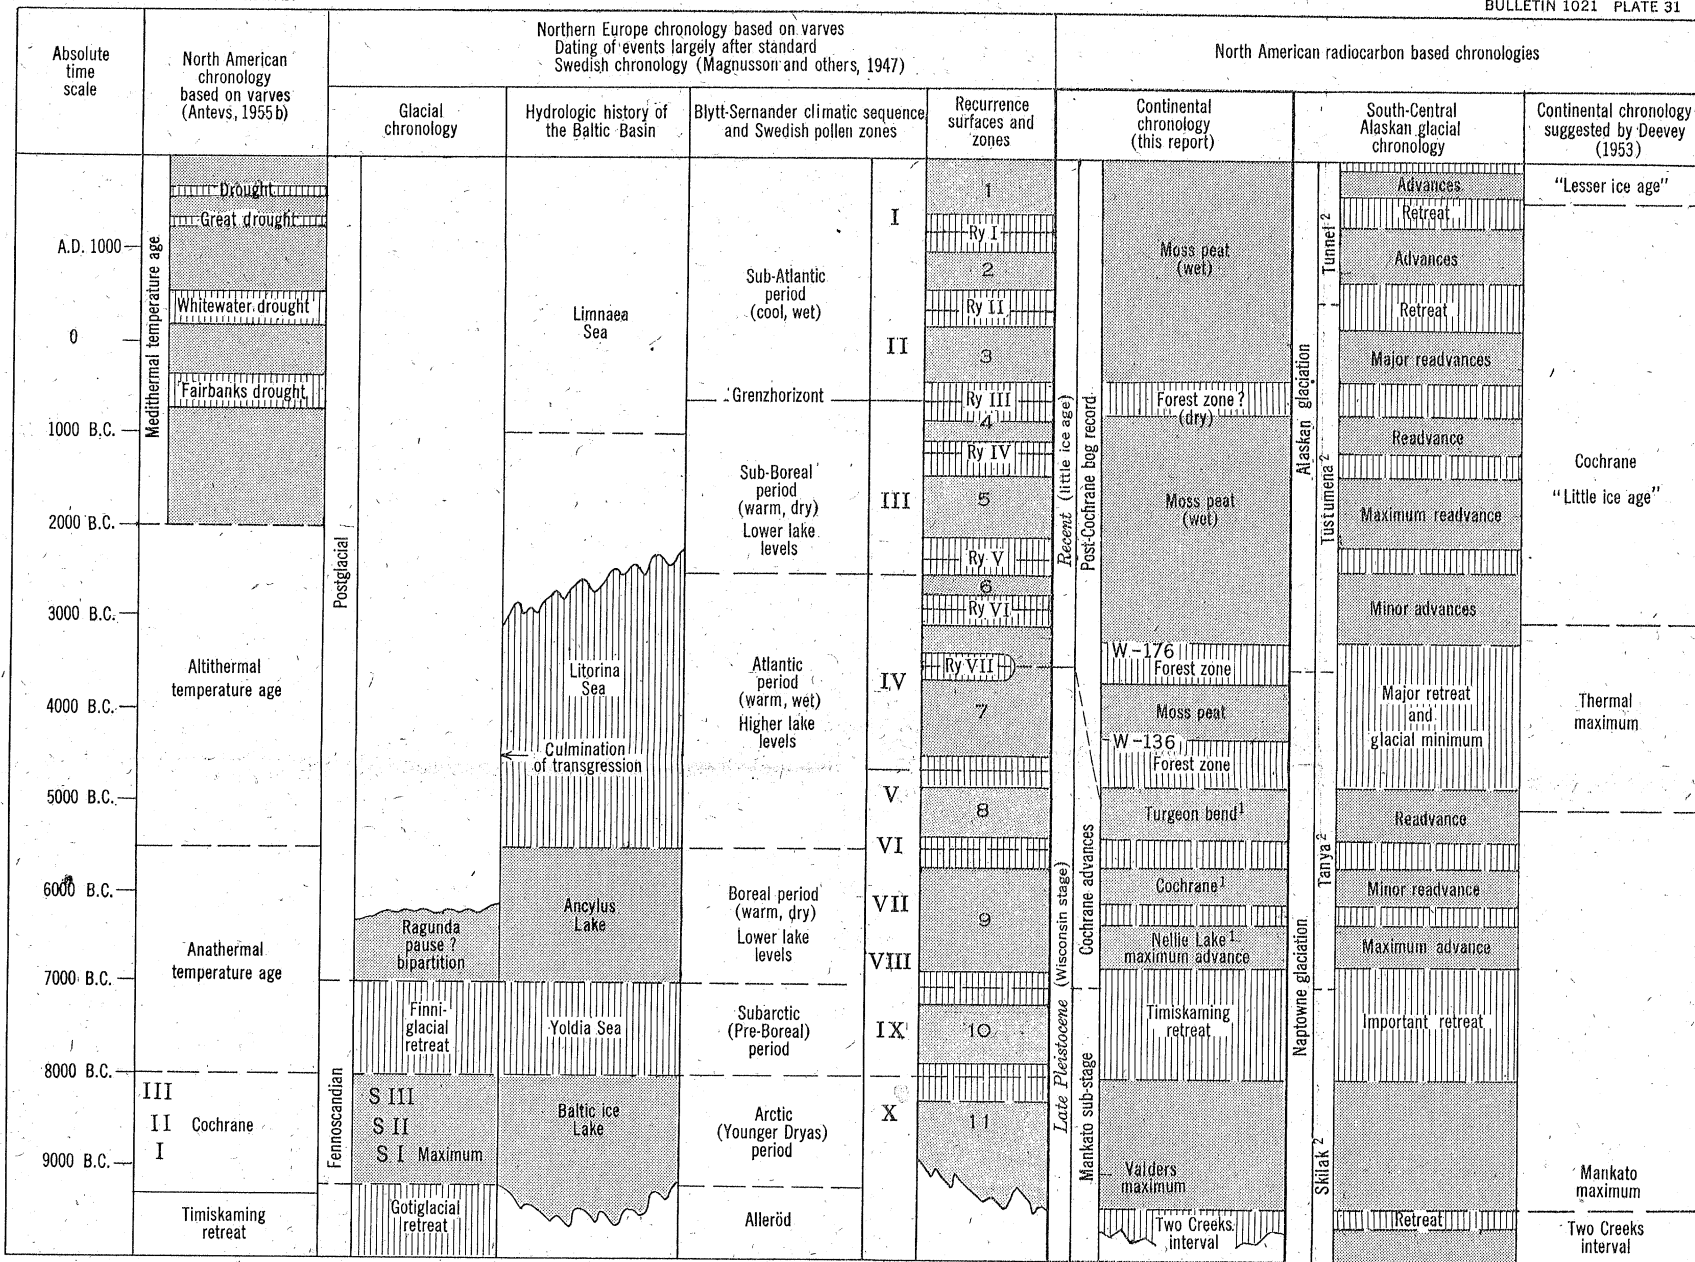 BULLETIN 1021 PLATE 31
Absolute
time
scale
North American
chronology
based on varves
(Antevs, 1955b)
Northern Europe chronology based on varves
Dating of events largely after standard
Swedish chronology (Magnusson and others, 1947)
North American radiocarbon based chronologies
Glacial
chronology
Hydrologic history of
the Baltic Basin
Blytt-Sernander climatic sequence
and Swedish pollen zones
Recurrence
surfaces and
zones
Continental
chronology
(this report)
South-Central
Alaskan glacial
chronology
Continental chronology
suggested by Deevey
(1953)
A.D. 1000
0
1000 B.C.
2000 B.C.
3000 B.C.
4000 B.C.
5000 B.C.
6000 B.C.
7000 B.C.
8000 B.C.
9000 B.C.
Medithermal temperature age
Drought
Great drought
Whitewater drought
Fairbanks drought
Altithermal
temperature age
Anathermal
temperature age
III
II Cochrane
I
Timiskaming
retreat
Postglacial
Fennoscandian
Ragunda
pause ?
bipartition
Finni-
glacial
retreat
S III
S II
S I Maximum
Gotiglacial
retreat
Limnaea
Sea
Litorina
Sea
Culmination
of transgression
Ancylus
Lake
Yoldia Sea
Baltic ice
Lake
Sub-Atlantic
period
(cool, wet)
Grenzhorizont
Sub-Boreal
period
(warm, dry)
Lower lake
levels
Atlantic
period
(warm, wet)
Higher lake
levels
Boreal period
(warm, dry)
Lower lake
levels
Subarctic
(Pre-Boreal)
period
Arctic
(Younger Dryas)
period
Alleröd
I
II
III
IV
V
VI
VII
VIII
IX
X
1
Ry I
2
Ry II
3
Ry III
4
Ry IV
5
Ry V
6
Ry VI
Ry VII
7
8
9
10
11
Recent (little ice age)
Late Pleistocene (Wisconsin stage)
Post-Cochrane bog record
Cochrane advances
Mankato sub-stage
Moss peat
(wet)
Forest zone ?
(dry)
Moss peat
(wet)
W-176
Forest zone
Moss peat
W-136
Forest zone
Turgeon bend1
Cochrane1
Nellie Lake1
maximum advance
Timiskaming
retreat
Valders
maximum
Two Creeks
interval
Alaskan glaciation
Naptowne glaciation
Tunnel2
Tustumena2
Tanya2
Skilak2
Advances
Retreat
Advances
Retreat
Major readvances
Readvance
Maximum readvance
Minor advances
Major retreat
and
glacial minimum
Readvance
Minor readvance
Maximum advance
Important retreat
Retreat
"Lesser ice age"
Cochrane
"Little ice age"
Thermal
maximum
Mankato
maximum
Two Creeks
interval